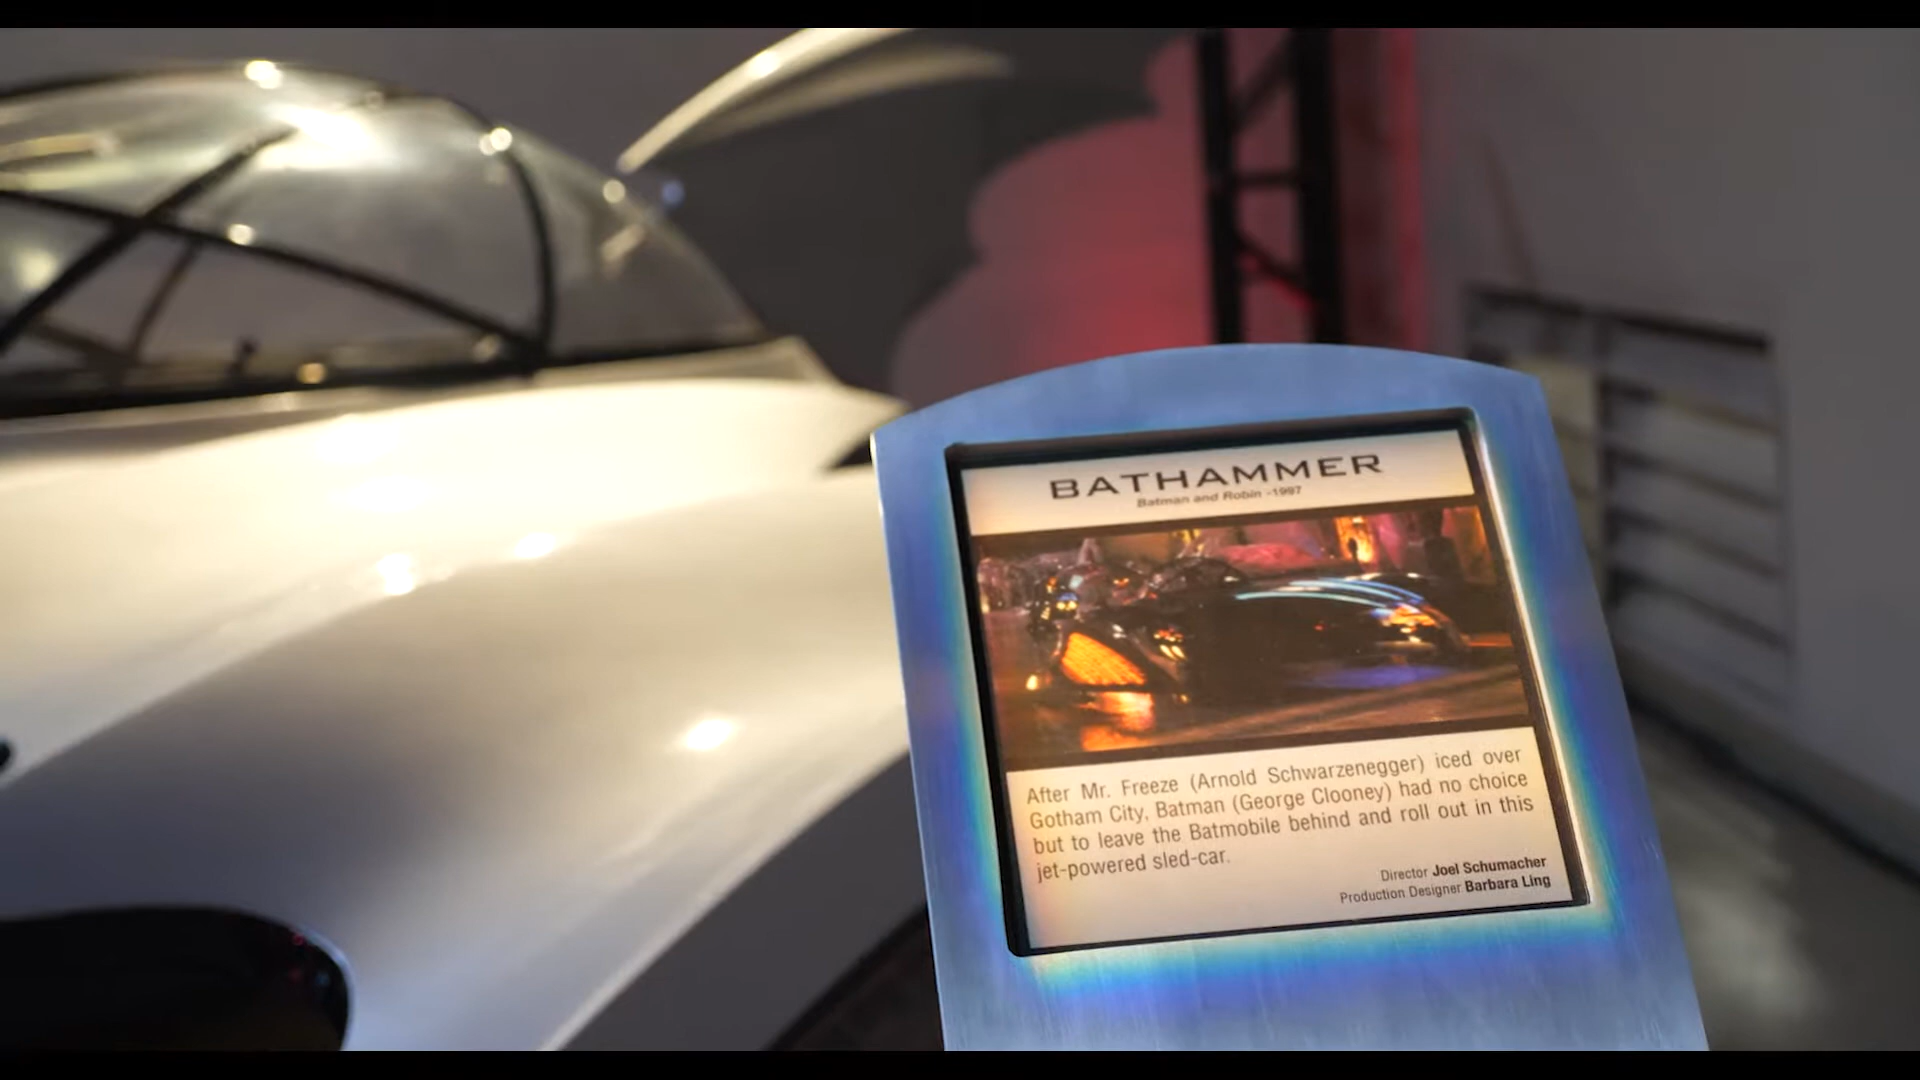 BATHAMMER
Batman and Robin -1997
After Mr. Freeze (Arnold Schwarzenegger) iced over
Gotham City, Batman (George Clooney) had no choice
but to leave the Batmobile behind and roll out in this
jet-powered sled-car.
Director Joel Schumacher
Production Designer Barbara Ling